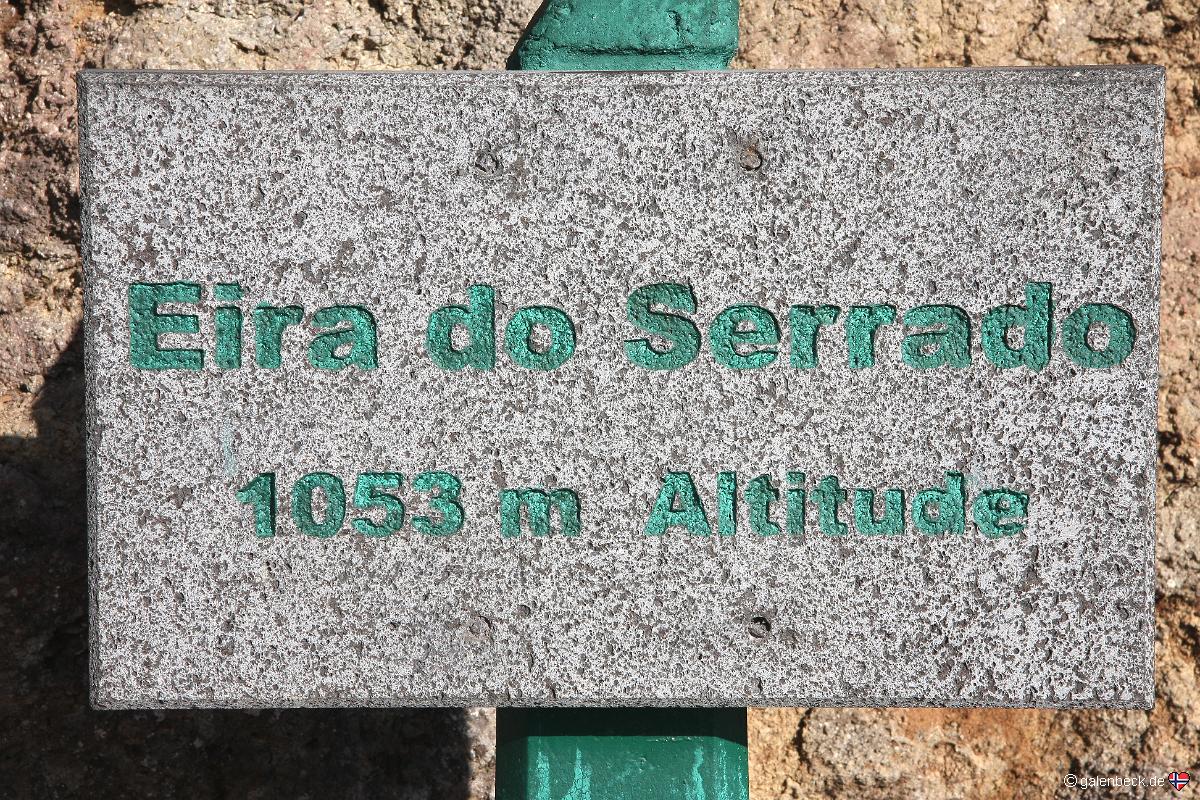 Eira do Serrado
1053 m Altitude
© galenbeck.de